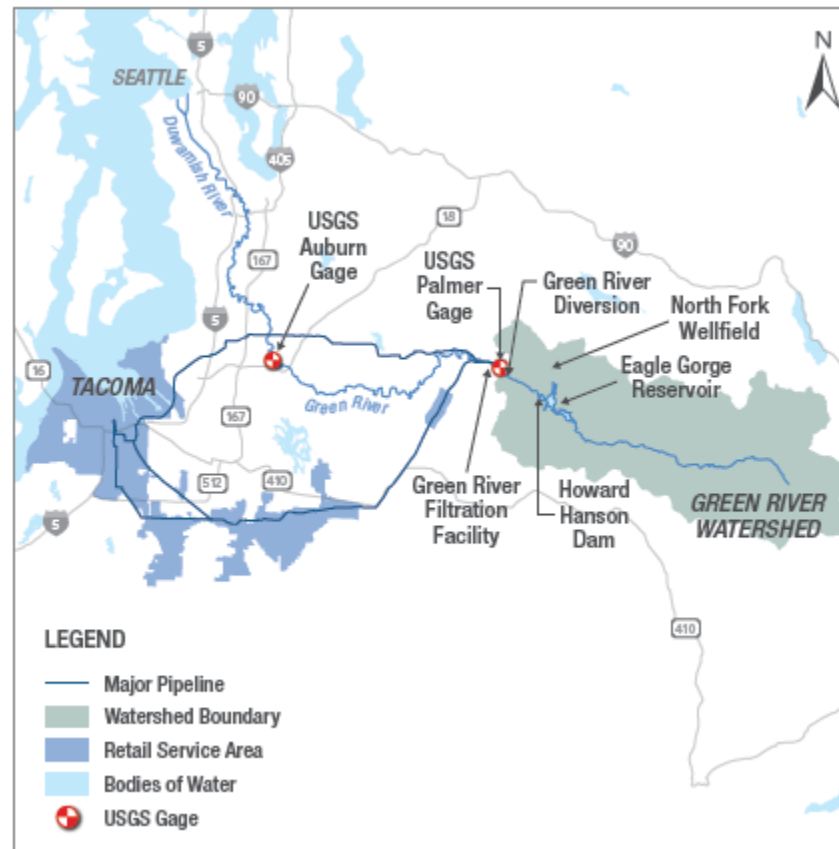 N
5
SEATTLE
90
Duwamish River
405
18
USGS
Auburn
Gage
167
USGS
Palmer
Gage
90
Green River
Diversion
North Fork
Wellfield
5
Eagle Gorge
Reservoir
16
TACOMA
Green River
167
512
410
Green River
Filtration
Facility
Howard
Hanson
Dam
GREEN RIVER
WATERSHED
5
410
LEGEND
Major Pipeline
Watershed Boundary
Retail Service Area
Bodies of Water
USGS Gage